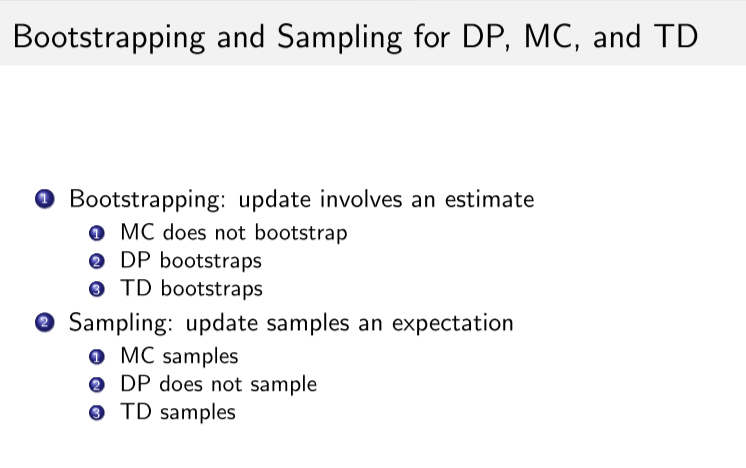 Bootstrapping and Sampling for DP, MC, and TD
1 Bootstrapping: update involves an estimate
1 MC does not bootstrap
2 DP bootstraps
3 TD bootstraps
2 Sampling: update samples an expectation
1 MC samples
2 DP does not sample
3 TD samples